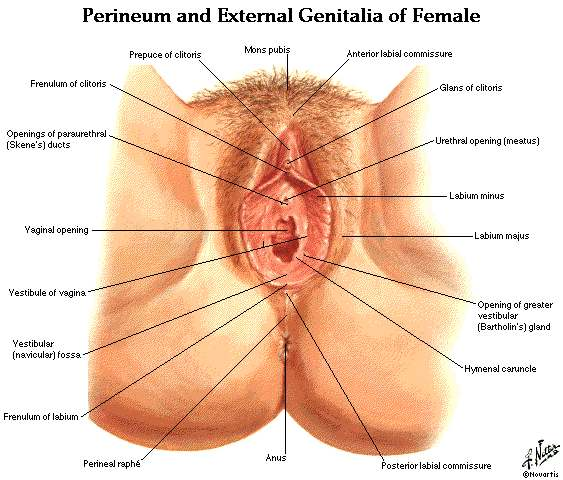 Perineum and External Genitalia of Female
Mons pubis
Prepuce of clitoris
Anterior labial commissure
Frenulum of clitoris
Glans of clitoris
Openings of paraurethral
(Skene's) ducts
Urethral opening (meatus)
Labium minus
Vaginal opening
Labium majus
Vestibule of vagina
Opening of greater
vestibular
(Bartholin's) gland
Vestibular
(navicular) fossa
Hymenal caruncle
Frenulum of labium
Anus
Perineal raphé
Posterior labial commissure
©Novartis